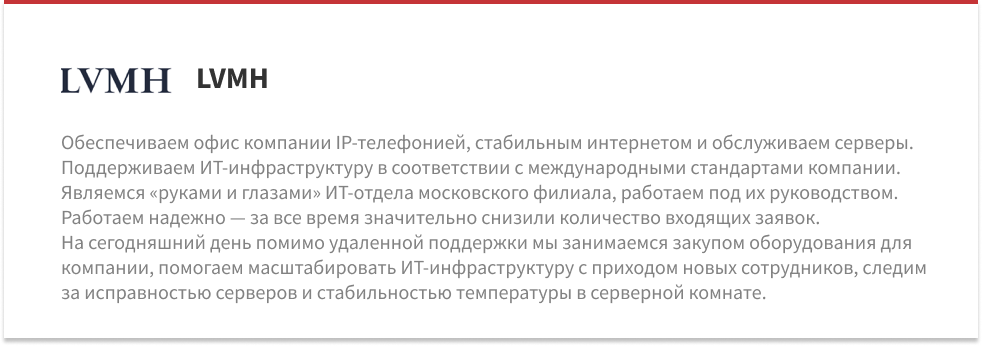 LVMH LVMH
Обеспечиваем офис компании IP-телефонией, стабильным интернетом и обслуживаем серверы.
Поддерживаем ИТ-инфраструктуру в соответствии с международными стандартами компании.
Являемся «руками и глазами» ИТ-отдела московского филиала, работаем под их руководством.
Работаем надежно — за все время значительно снизили количество входящих заявок.
На сегодняшний день помимо удаленной поддержки мы занимаемся закупом оборудования для
компании, помогаем масштабировать ИТ-инфраструктуру с приходом новых сотрудников, следим
за исправностью серверов и стабильностью температуры в серверной комнате.